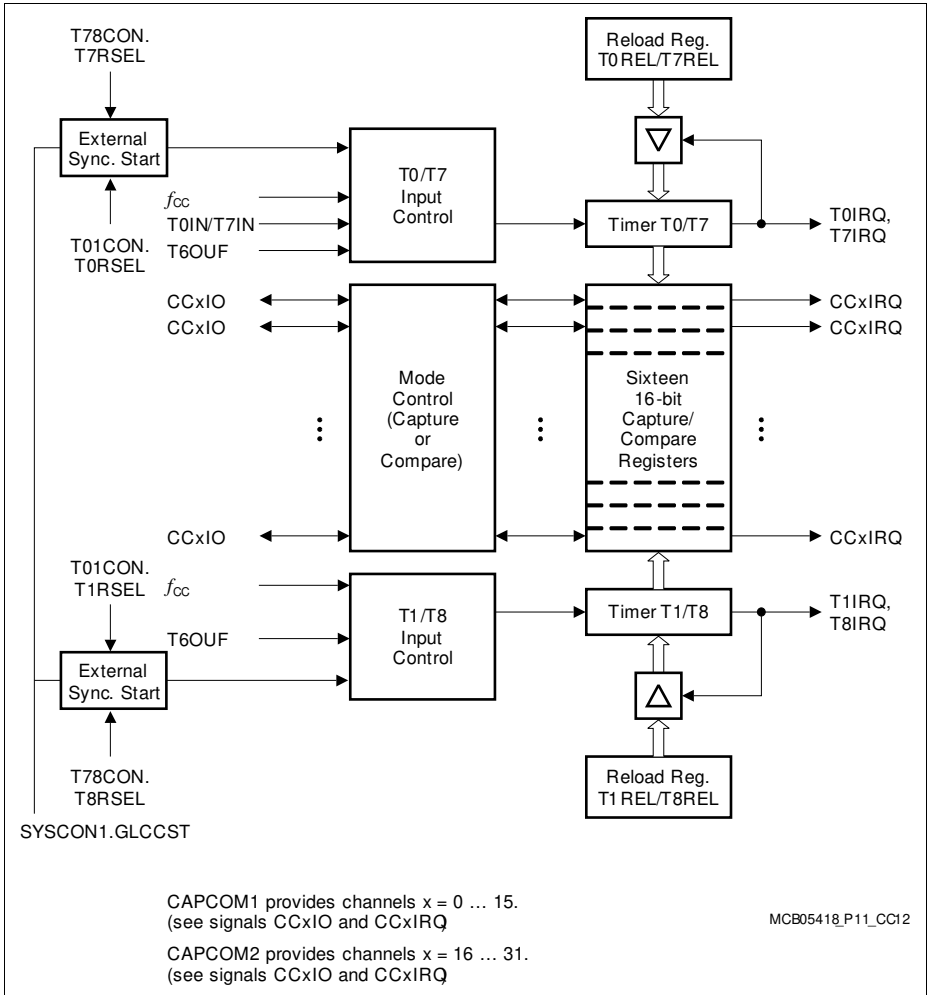 T78CON.
T7RSEL
Reload Reg.
T0REL/T7REL
External
Sync. Start
T0/T7
Input
Control
fCC
T0IN/T7IN
T6OUF
T01CON.
T0RSEL
Timer T0/T7
T0IRQ,
T7IRQ
CCxIO
CCxIRQ
CCxIO
CCxIRQ
Mode
Control
(Capture
or
Compare)
Sixteen
16-bit
Capture/
Compare
Registers
CCxIO
CCxIRQ
T01CON.
T1RSEL
fCC
T6OUF
T1/T8
Input
Control
Timer T1/T8
T1IRQ,
T8IRQ
External
Sync. Start
T78CON.
T8RSEL
Reload Reg.
T1REL/T8REL
SYSCON1.GLCCST
CAPCOM1 provides channels x = 0 … 15.
(see signals CCxIO and CCxIRQ)
MCB05418_P11_CC12
CAPCOM2 provides channels x = 16 … 31.
(see signals CCxIO and CCxIRQ)